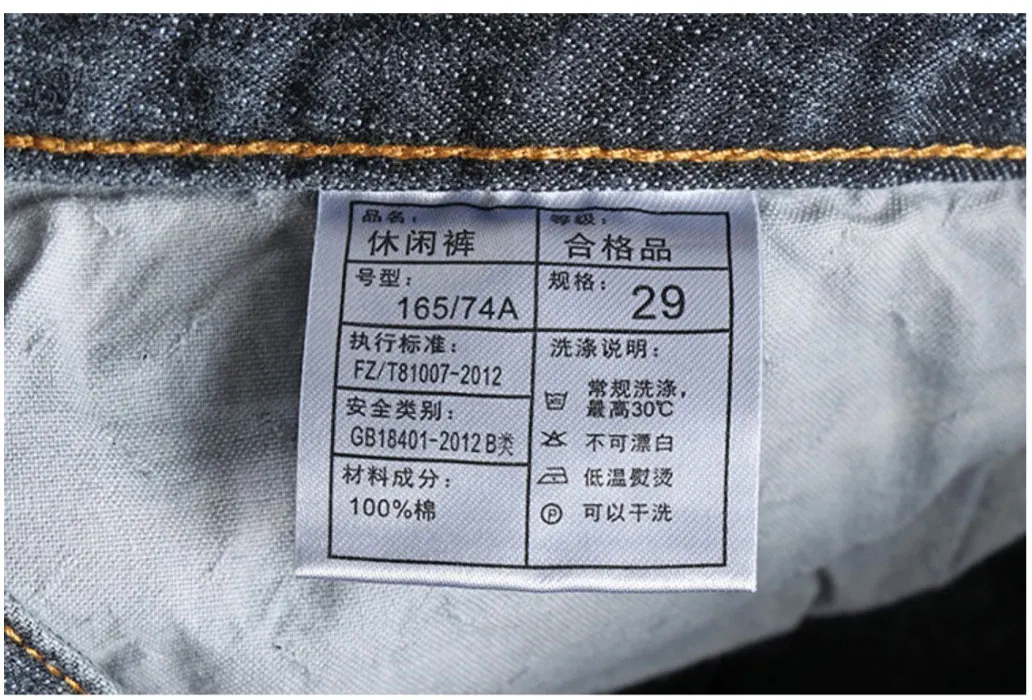 品名：
休闲裤
等级：
合格品
号型：
165/74A
规格：
29
执行标准：
FZ/T81007-2012
安全类别：
GB18401-2012 B类
材料成分：
100%棉
洗涤说明：
常规洗涤，
最高30℃
不可漂白
低温熨烫
P
可以干洗